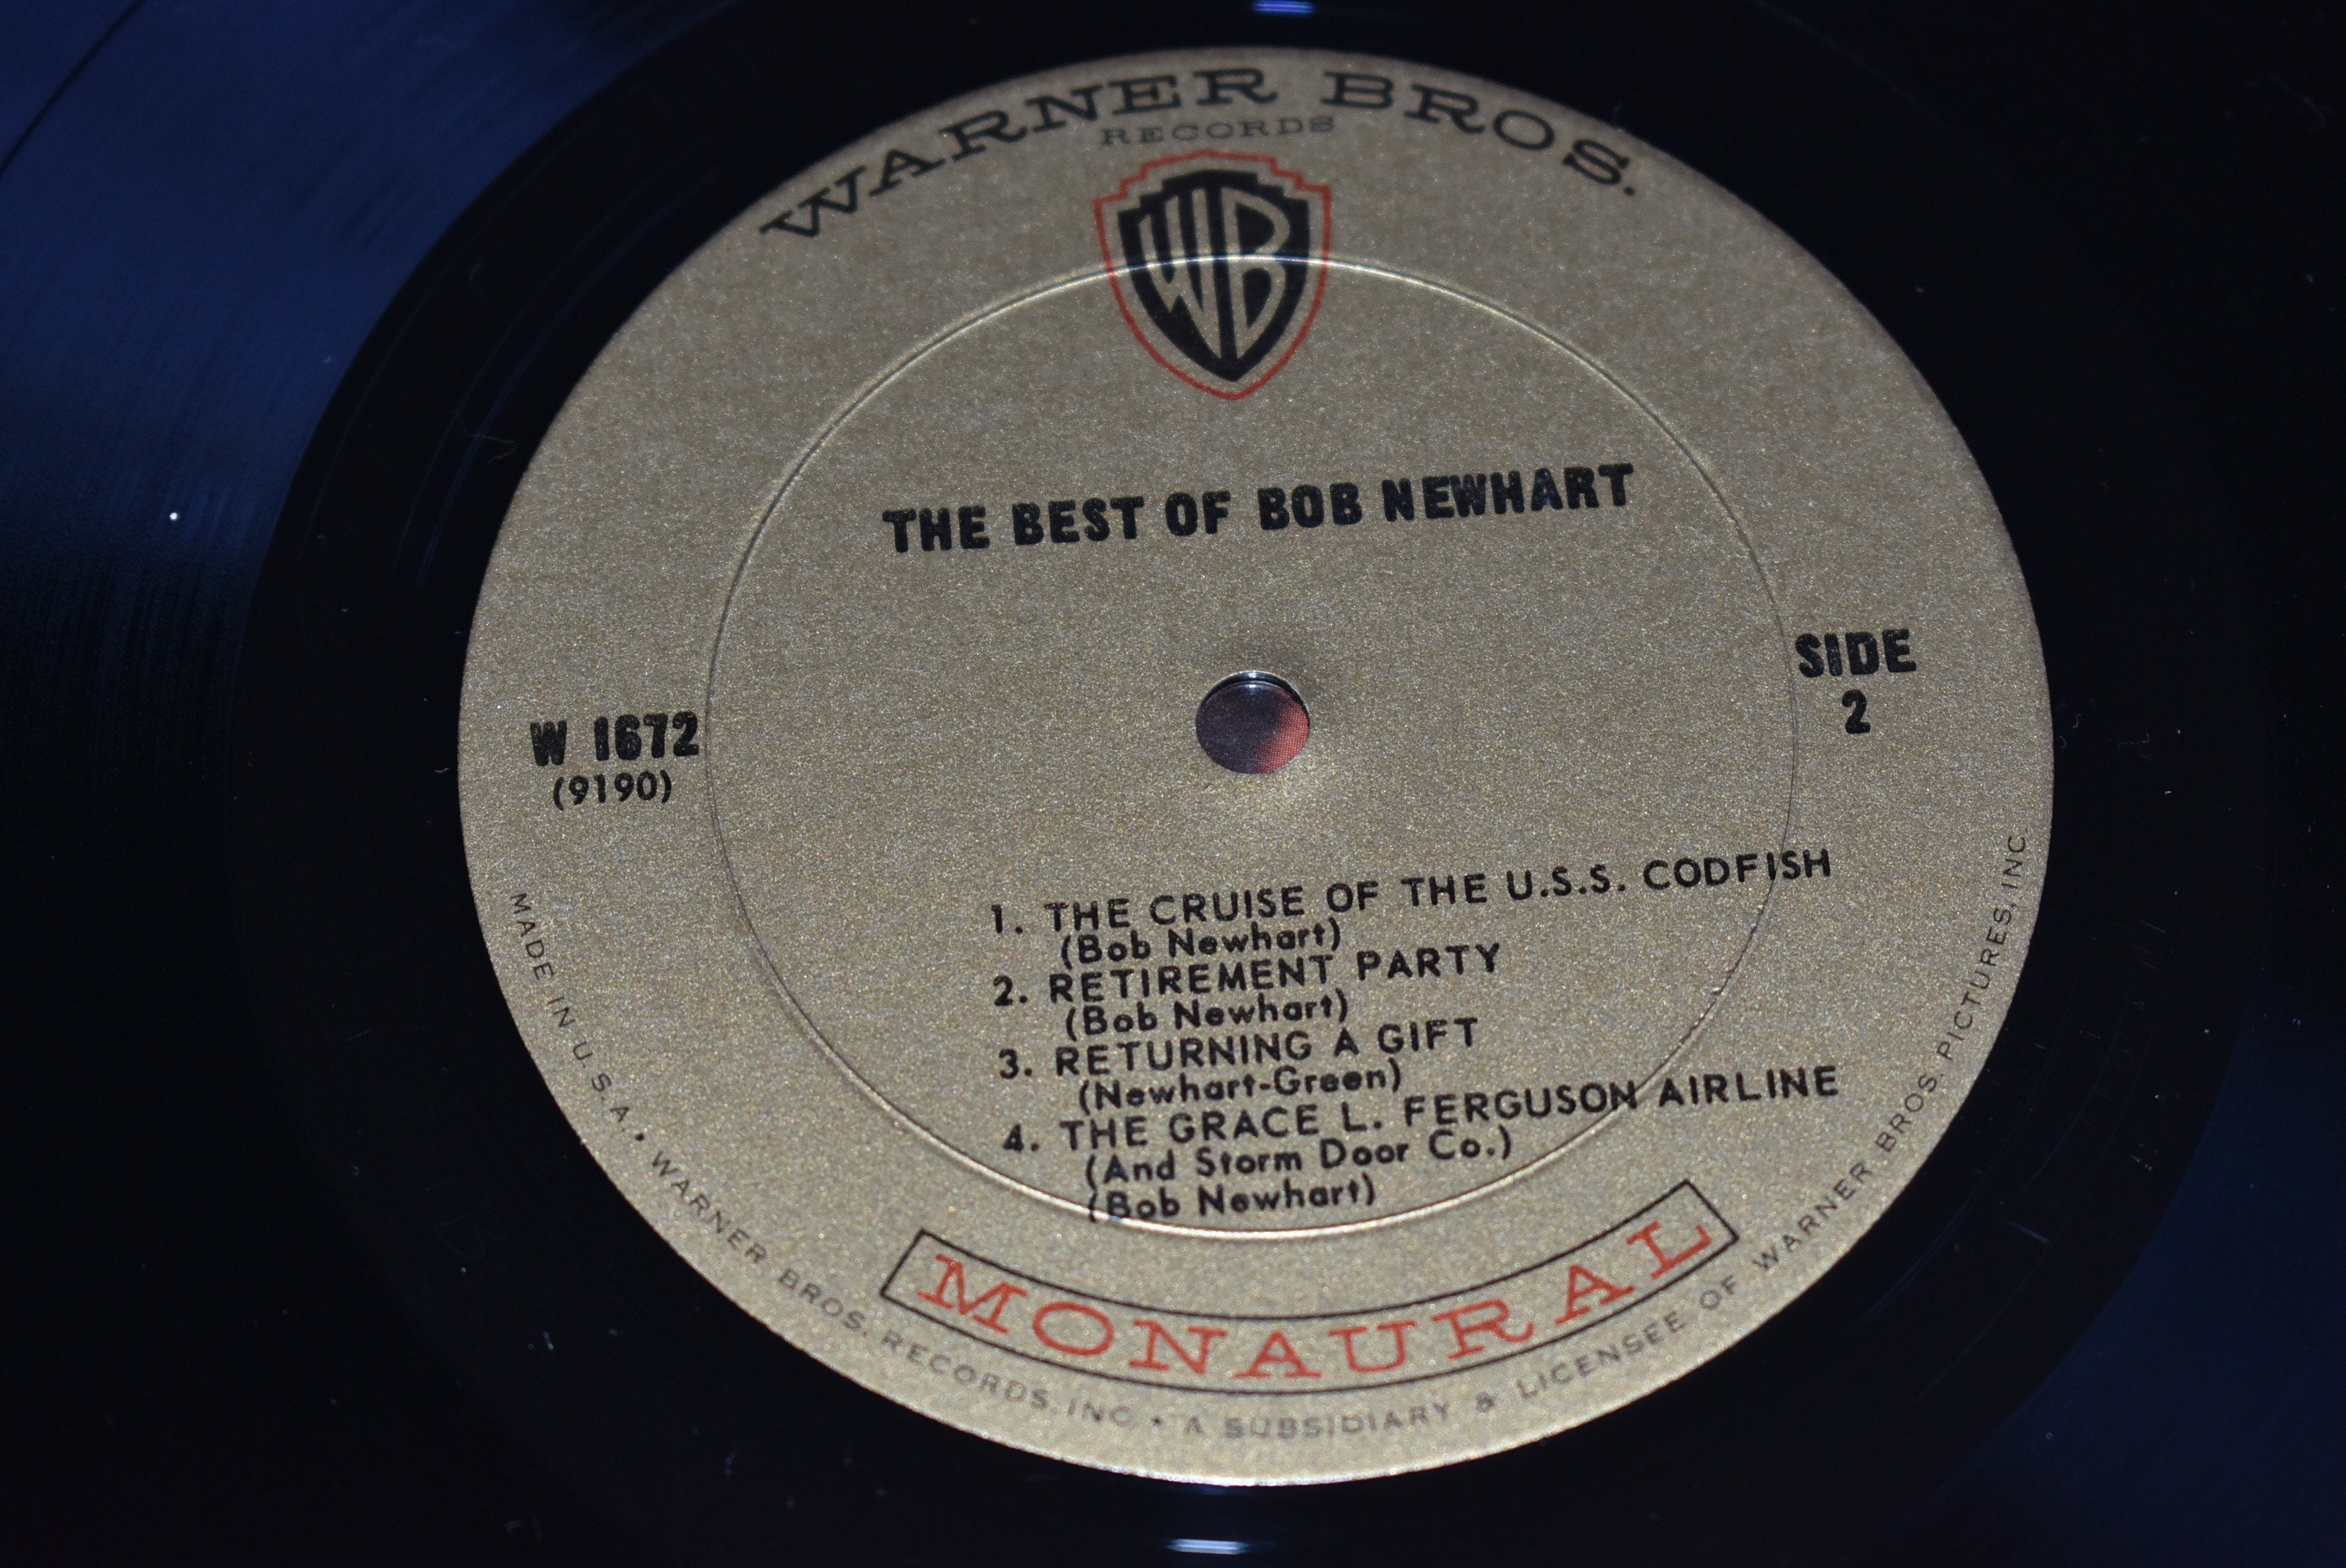 WARNER BROS.
RECORDS
WB
THE BEST OF BOB NEWHART
SIDE
2
W 1672
(9190)
1. THE CRUISE OF THE U.S.S. CODFISH
(Bob Newhart)
2. RETIREMENT PARTY
(Bob Newhart)
3. RETURNING A GIFT
(Newhart-Green)
4. THE GRACE L. FERGUSON AIRLINE
(And Storm Door Co.)
(Bob Newhart)
MONAURAL
MADE IN U.S.A. • WARNER BROS. RECORDS, INC. • A SUBSIDIARY & LICENSEE OF WARNER BROS. PICTURES, INC.